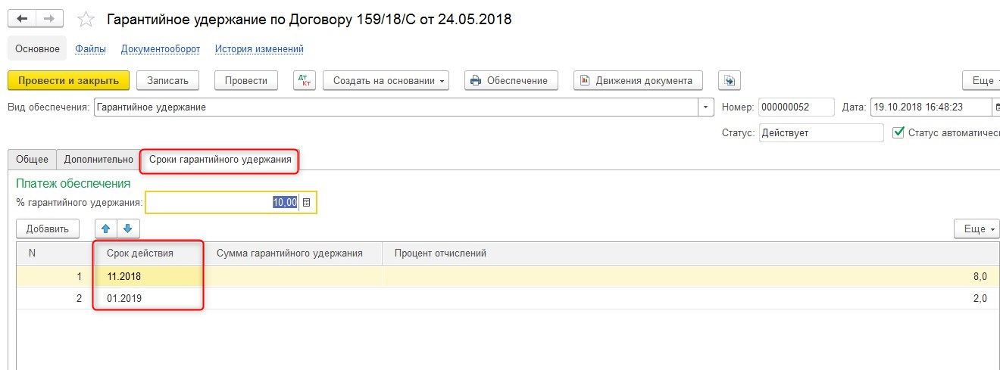 Гарантийное удержание по Договору 159/18/С от 24.05.2018
Основное Файлы Документооборот История изменений
Провести и закрыть Записать Провести Дт Кт Создать на основании Обеспечение Движения документа Еще
Вид обеспечения: Гарантийное удержание Номер: 000000052 Дата: 19.10.2018 16:48:23
Статус: Действует Статус автоматичес
Общее Дополнительно Сроки гарантийного удержания
Платеж обеспечения
% гарантийного удержания: 10,00
Добавить Еще
N Срок действия Сумма гарантийного удержания Процент отчислений
1 11.2018 8,0
2 01.2019 2,0